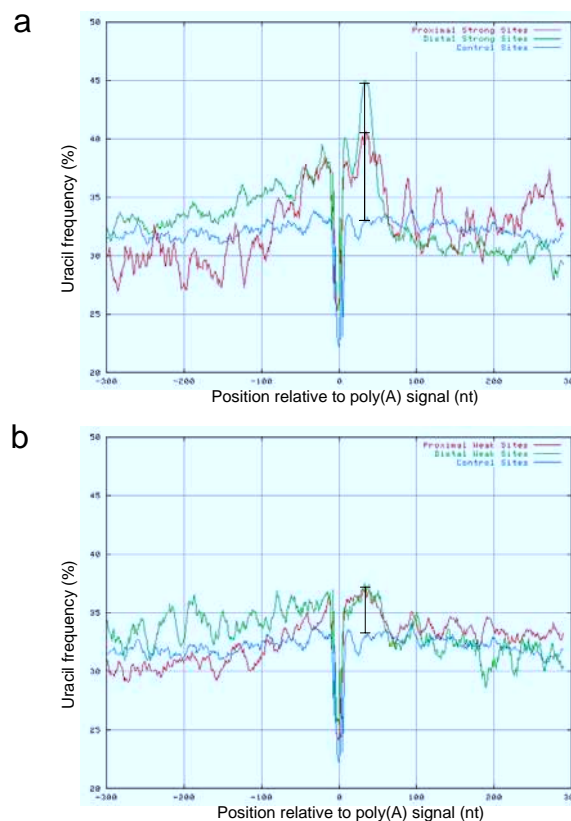 a
50
Proximal Strong Sites
Distal Strong Sites
Control Sites
45
40
35
30
25
20
Uracil frequency (%)
-300 -200 -100 0 100 200 300
Position relative to poly(A) signal (nt)
b
50
Proximal Weak Sites
Distal Weak Sites
Control Sites
45
40
35
30
25
20
Uracil frequency (%)
-300 -200 -100 0 100 200 300
Position relative to poly(A) signal (nt)